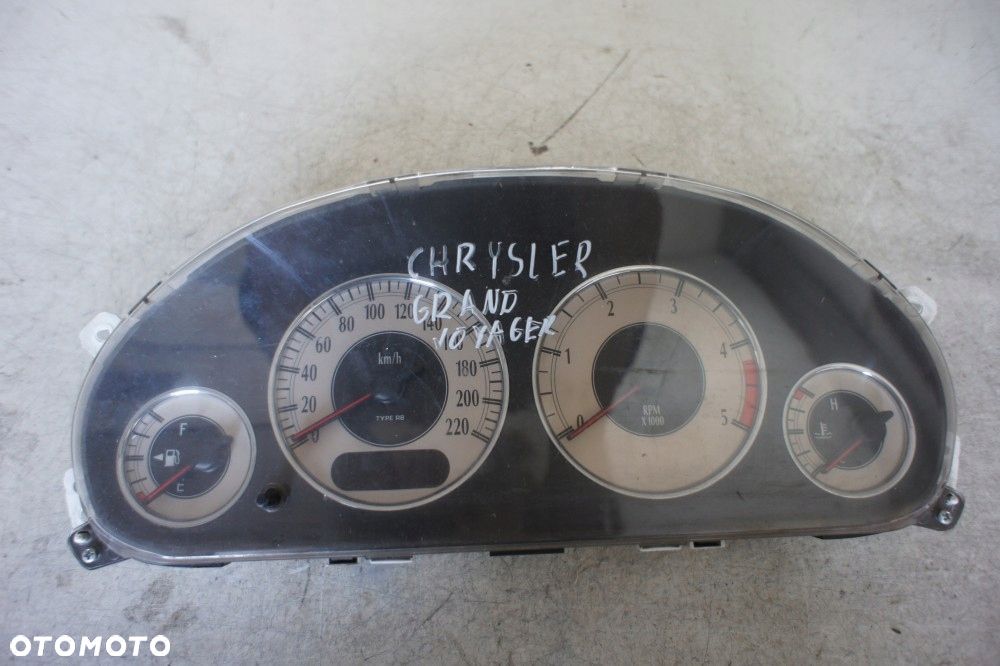 CHRYSLER
GRAND
VOYAGER
0 20 40 60 80 100 120 140 180 200 220
km/h
TYPE RB
0 1 2 3 4 5
RPM
X 1000
F
E
H
OTOMOTO